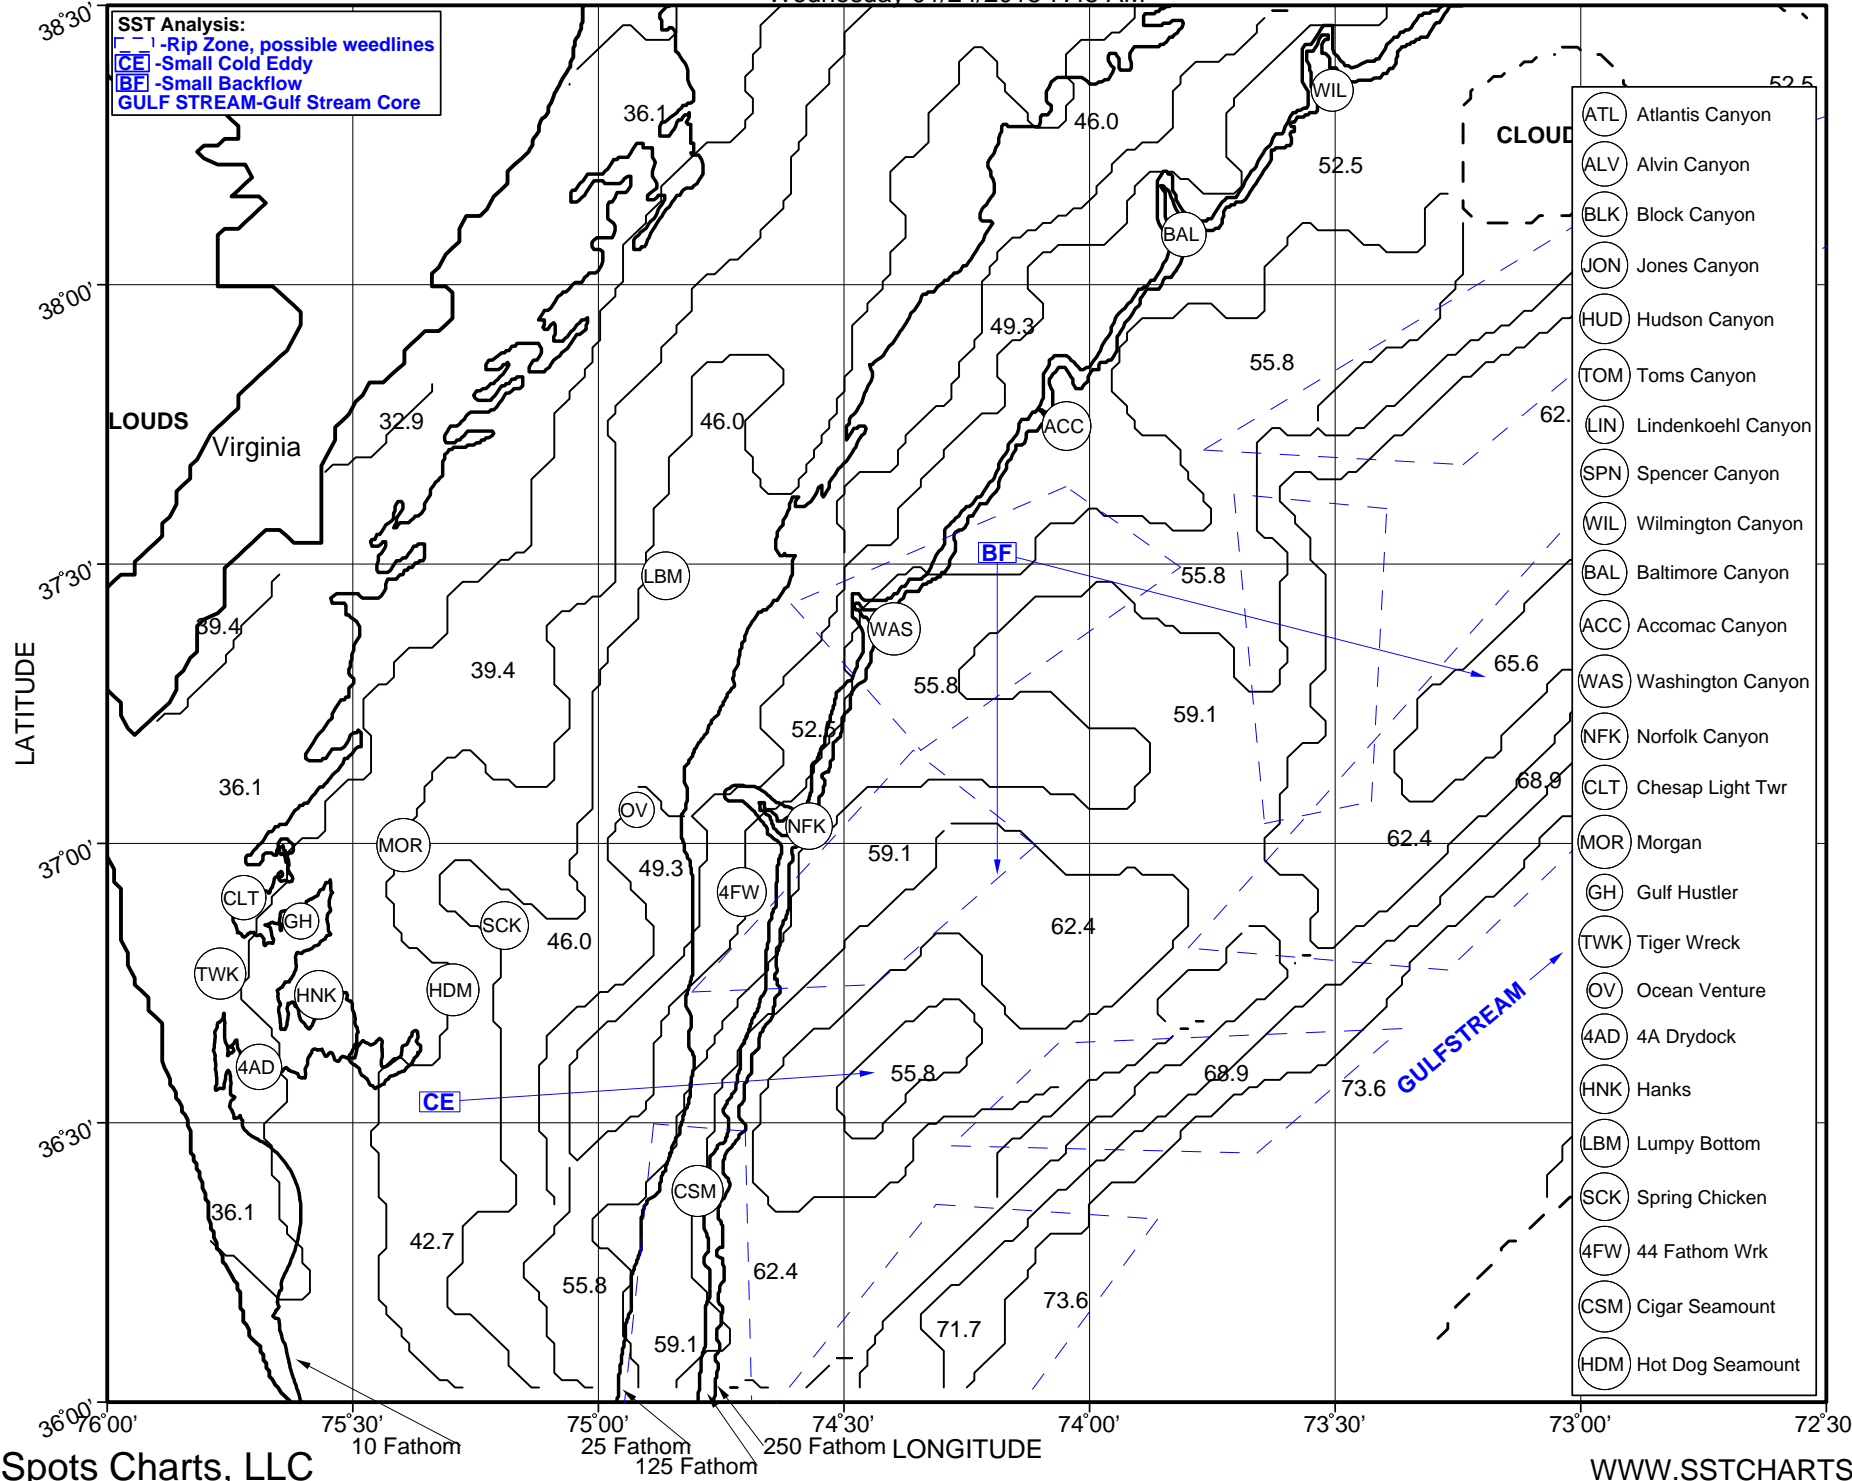 SST Analysis:
-Rip Zone, possible weedlines
CE -Small Cold Eddy
BF -Small Backflow
GULF STREAM-Gulf Stream Core
38°30'
38°00'
37°30'
37°00'
36°30'
36°00'
LATITUDE
76°00'
75°30'
75°00'
74°30'
74°00'
73°30'
73°00'
72°30'
LONGITUDE
10 Fathom
25 Fathom
125 Fathom
250 Fathom
36.1
46.0
52.5
52.5
WIL
CLOUD
BAL
49.3
55.8
62.
32.9
LOUDS
Virginia
46.0
ACC
BF
55.8
LBM
39.4
WAS
39.4
55.8
65.6
59.1
52.5
36.1
68.9
OV
NFK
MOR
49.3
59.1
62.4
CLT
4FW
GH
SCK
46.0
62.4
TWK
HNK
HDM
GULFSTREAM
4AD
55.8
68.9
73.6
CE
CSM
36.1
42.7
55.8
62.4
73.6
71.7
59.1
ATL Atlantis Canyon
ALV Alvin Canyon
BLK Block Canyon
JON Jones Canyon
HUD Hudson Canyon
TOM Toms Canyon
LIN Lindenkoehl Canyon
SPN Spencer Canyon
WIL Wilmington Canyon
BAL Baltimore Canyon
ACC Accomac Canyon
WAS Washington Canyon
NFK Norfolk Canyon
CLT Chesap Light Twr
MOR Morgan
GH Gulf Hustler
TWK Tiger Wreck
OV Ocean Venture
4AD 4A Drydock
HNK Hanks
LBM Lumpy Bottom
SCK Spring Chicken
4FW 44 Fathom Wrk
CSM Cigar Seamount
HDM Hot Dog Seamount
Spots Charts, LLC
WWW.SSTCHARTS